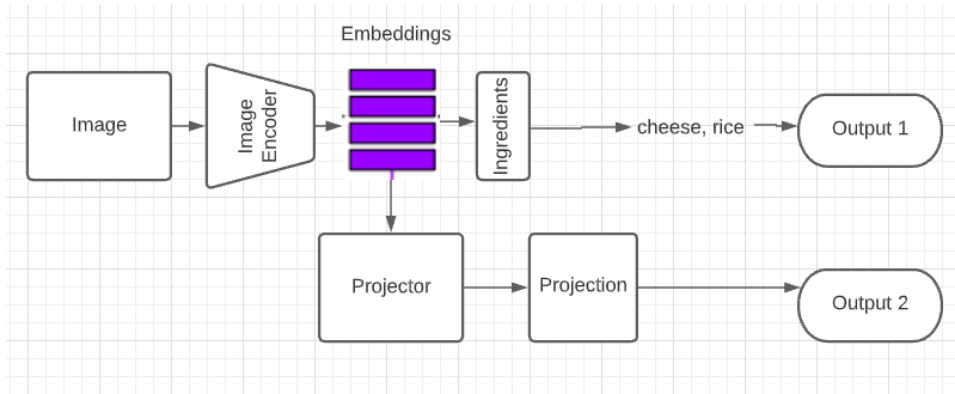 Embeddings
Image
Image
Encoder
Ingredients
cheese, rice
Output 1
Projector
Projection
Output 2